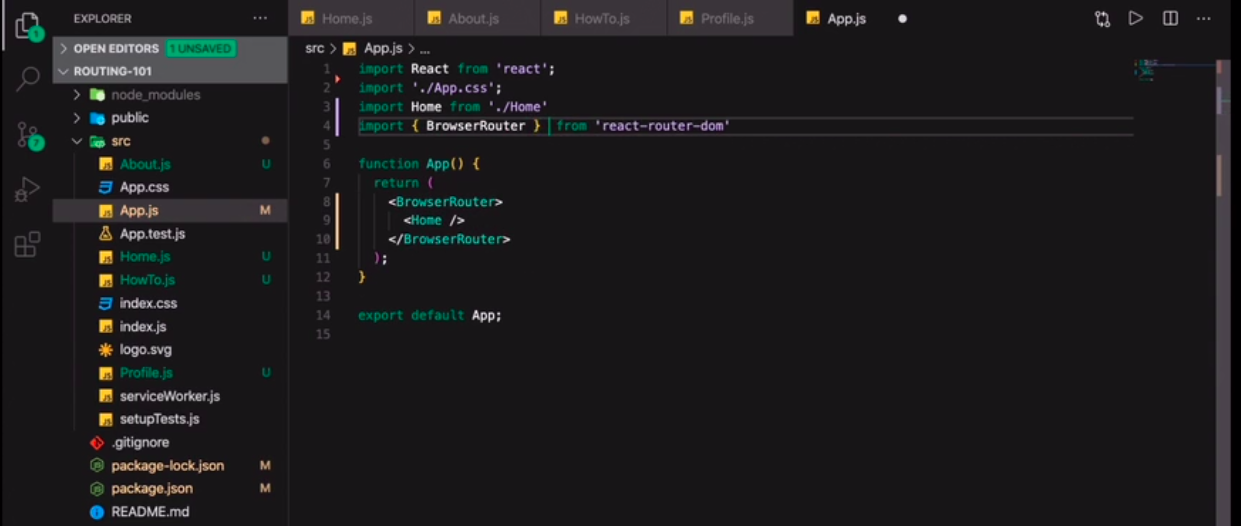 EXPLORER
Home.js
About.js
HowTo.js
Profile.js
App.js
OPEN EDITORS 1 UNSAVED
ROUTING-101
node_modules
public
src
About.js U
App.css
App.js M
App.test.js
Home.js U
HowTo.js U
index.css
index.js
logo.svg
Profile.js U
serviceWorker.js
setupTests.js
.gitignore
package-lock.json M
package.json M
README.md
1
7
src > App.js > ...
1 import React from 'react';
2 import './App.css';
3 import Home from './Home'
4 import { BrowserRouter } from 'react-router-dom'
5
6 function App() {
7 return (
8 <BrowserRouter>
9 <Home />
10 </BrowserRouter>
11 );
12 }
13
14 export default App;
15